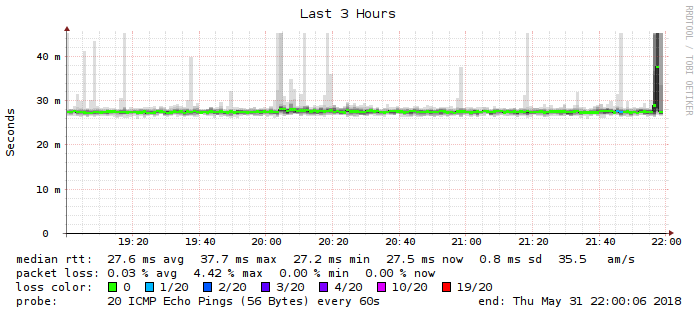 Last 3 Hours
RRDTOOL / TOBI OETIKER
Seconds
40 m
30 m
20 m
10 m
0
19:20 19:40 20:00 20:20 20:40 21:00 21:20 21:40 22:00
median rtt: 27.6 ms avg 37.7 ms max 27.2 ms min 27.5 ms now 0.8 ms sd 35.5 am/s
packet loss: 0.03 % avg 4.42 % max 0.00 % min 0.00 % now
loss color: 0 1/20 2/20 3/20 4/20 10/20 19/20
probe: 20 ICMP Echo Pings (56 Bytes) every 60s end: Thu May 31 22:00:06 2018